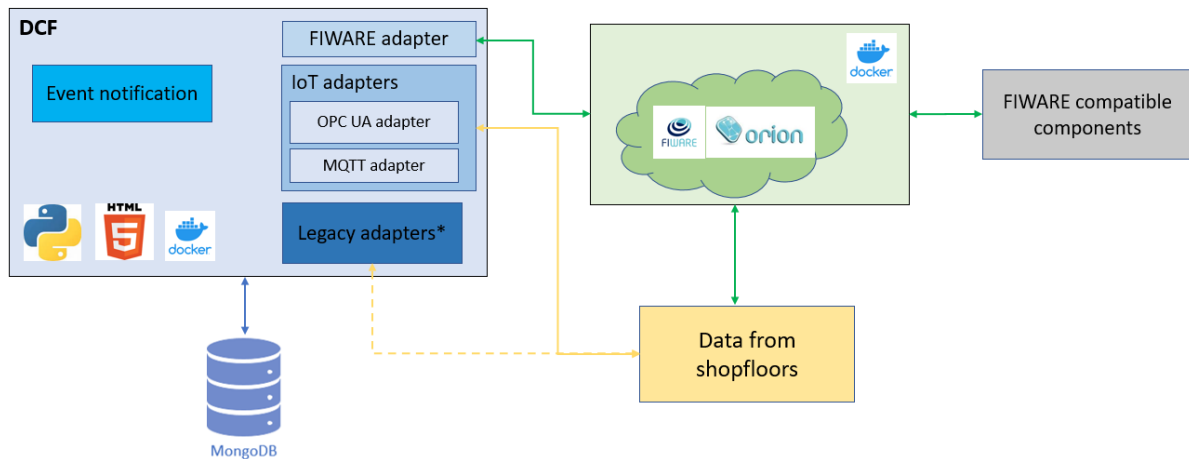 DCF
FIWARE adapter
Event notification
IoT adapters
OPC UA adapter
MQTT adapter
Legacy adapters*
HTML
5
docker
MongoDB
docker
FIWARE
orion
FIWARE compatible
components
Data from
shopfloors